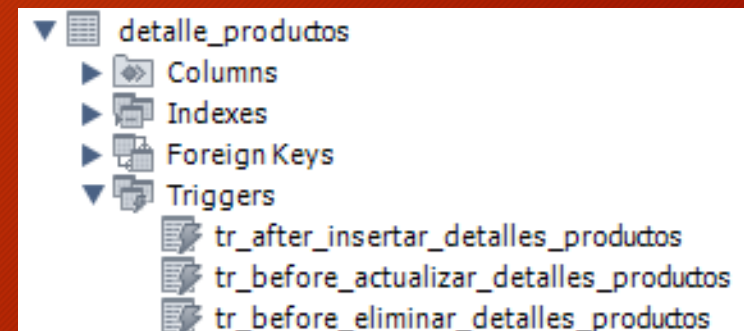 detalle_productos
Columns
Indexes
Foreign Keys
Triggers
tr_after_insertar_detalles_productos
tr_before_actualizar_detalles_productos
tr_before_eliminar_detalles_productos